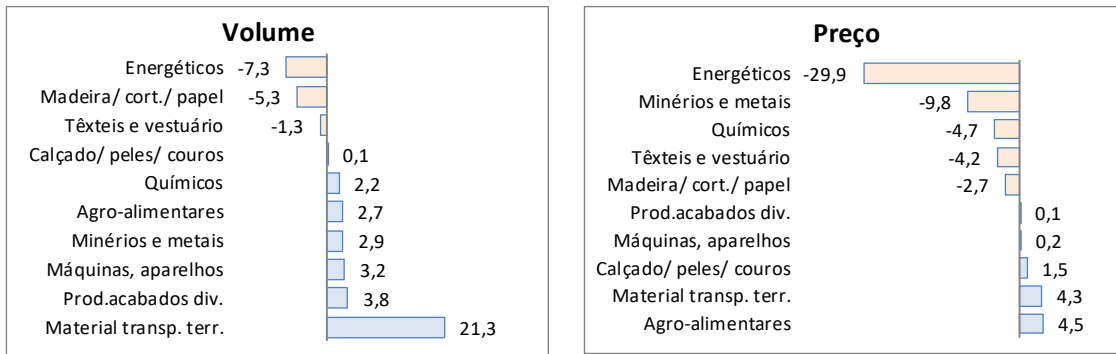 Volume
Energéticos -7,3
Madeira/ cort./ papel -5,3
Têxteis e vestuário -1,3
Calçado/ peles/ couros 0,1
Químicos 2,2
Agro-alimentares 2,7
Minérios e metais 2,9
Máquinas, aparelhos 3,2
Prod.acabados div. 3,8
Material transp. terr. 21,3
Preço
Energéticos -29,9
Minérios e metais -9,8
Químicos -4,7
Têxteis e vestuário -4,2
Madeira/ cort./ papel -2,7
Prod.acabados div. 0,1
Máquinas, aparelhos 0,2
Calçado/ peles/ couros 1,5
Material transp. terr. 4,3
Agro-alimentares 4,5